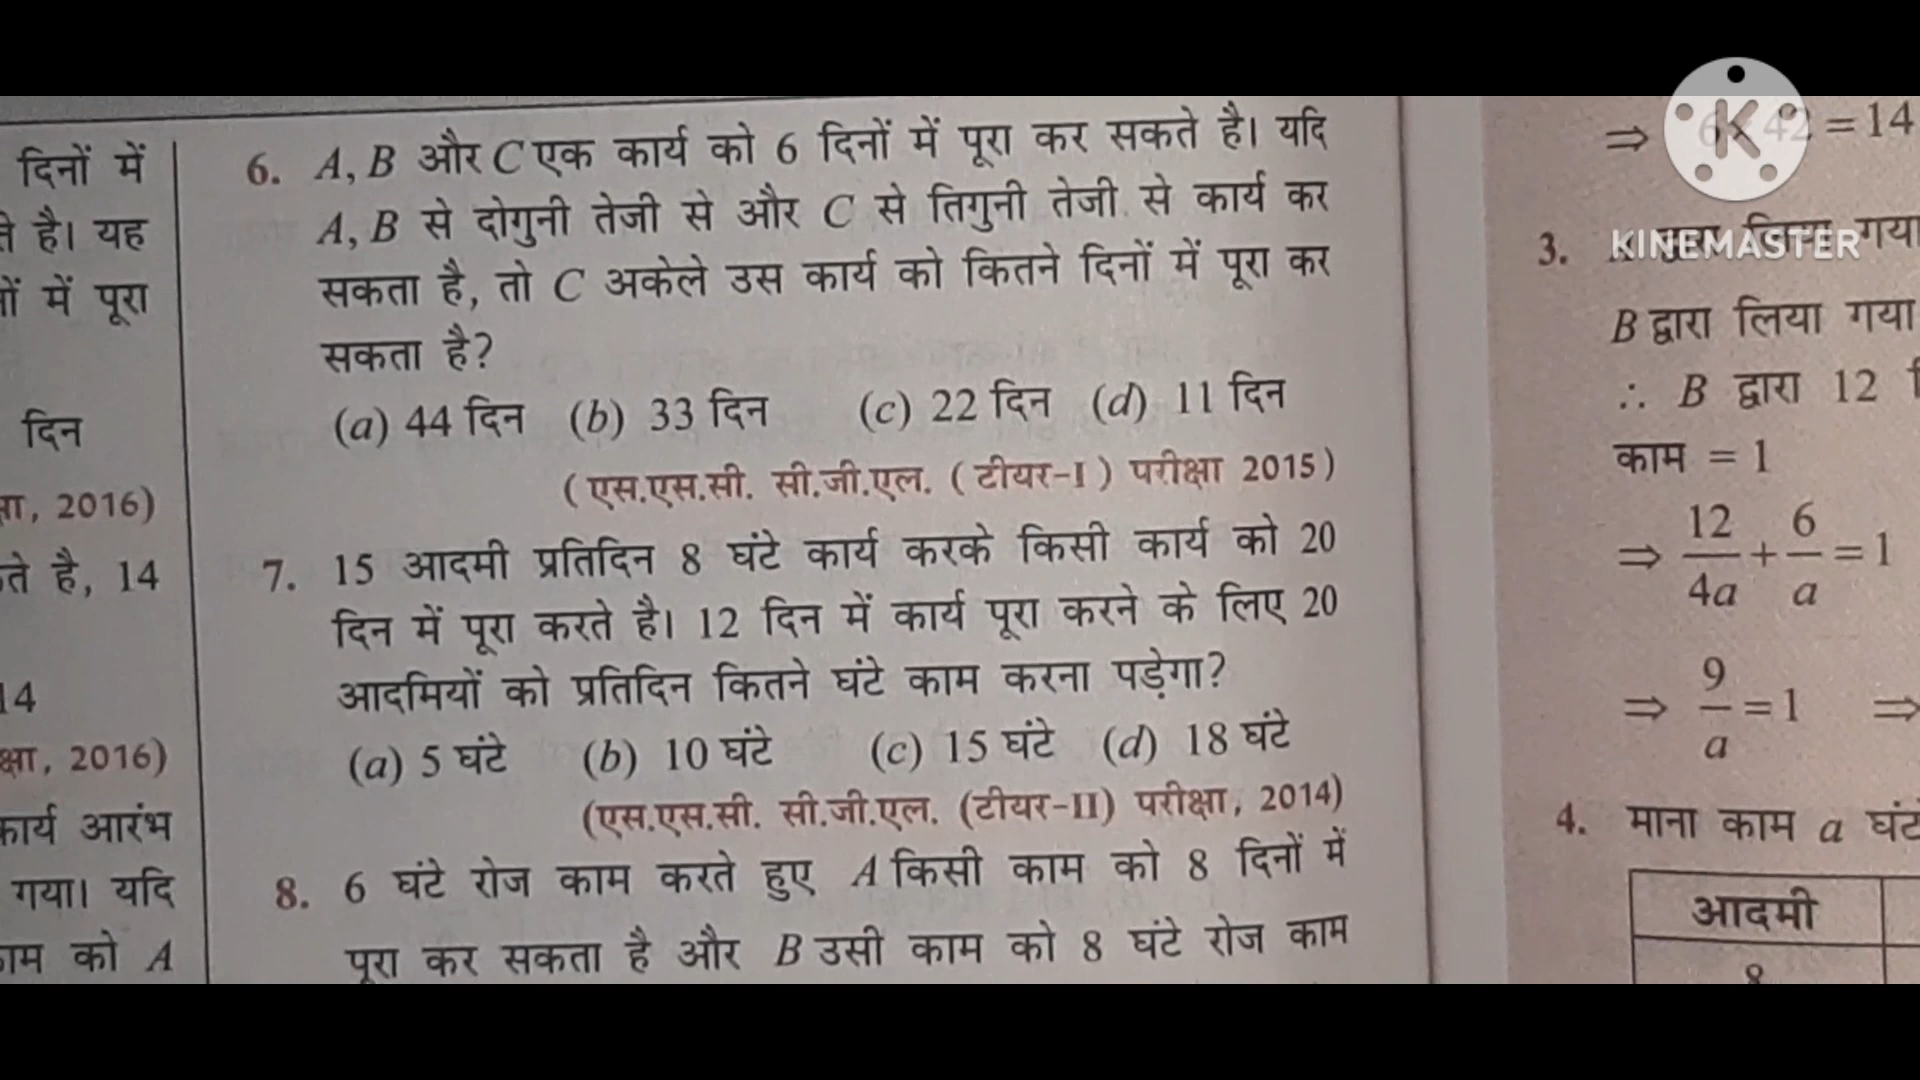 दिनों में
है। यह
में पूरा
दिन
2016)
है, 14
14
2016)
कार्य आरंभ
गया। यदि
को A
6. A, B और C एक कार्य को 6 दिनों में पूरा कर सकते है। यदि
A, B से दोगुनी तेजी से और C से तिगुनी तेजी से कार्य कर
सकता है, तो C अकेले उस कार्य को कितने दिनों में पूरा कर
सकता है?
(a) 44 दिन (b) 33 दिन (c) 22 दिन (d) 11 दिन
(एस.एस.सी. सी.जी.एल. (टीयर-I) परीक्षा 2015)
7. 15 आदमी प्रतिदिन 8 घंटे कार्य करके किसी कार्य को 20
दिन में पूरा करते है। 12 दिन में कार्य पूरा करने के लिए 20
आदमियों को प्रतिदिन कितने घंटे काम करना पड़ेगा?
(a) 5 घंटे (b) 10 घंटे (c) 15 घंटे (d) 18 घंटे
(एस.एस.सी. सी.जी.एल. (टीयर-II) परीक्षा, 2014)
8. 6 घंटे रोज काम करते हुए A किसी काम को 8 दिनों में
पूरा कर सकता है और B उसी काम को 8 घंटे रोज काम
⇒ = 14
K
KINEMASTER
3. द्वारा लिया गया
B द्वारा लिया गया
∴ B द्वारा 12
काम = 1
⇒ 12/4a + 6/a = 1
⇒ 9/a = 1 ⇒
4. माना काम a
आदमी
8